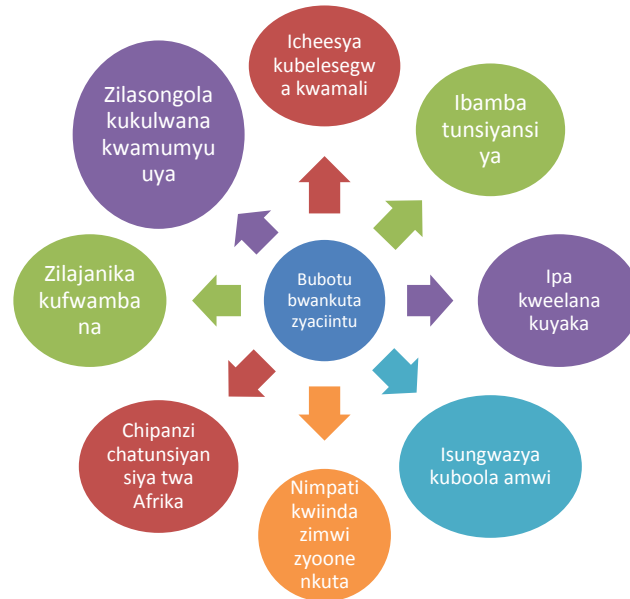 Icheesya
kubelesegw
a kwamali
Ibamba
tunsiyansi
ya
Ipa
kweelana
kuyaka
Isungwazya
kuboola amwi
Nimpati
kwiinda
zimwi
zyoone
nkuta
Chipanzi
chatunsiyan
siya twa
Afrika
Zilajanika
kufwamba
na
Zilasongola
kukulwana
kwamumyu
uya
Bubotu
bwankuta
zyaciintu